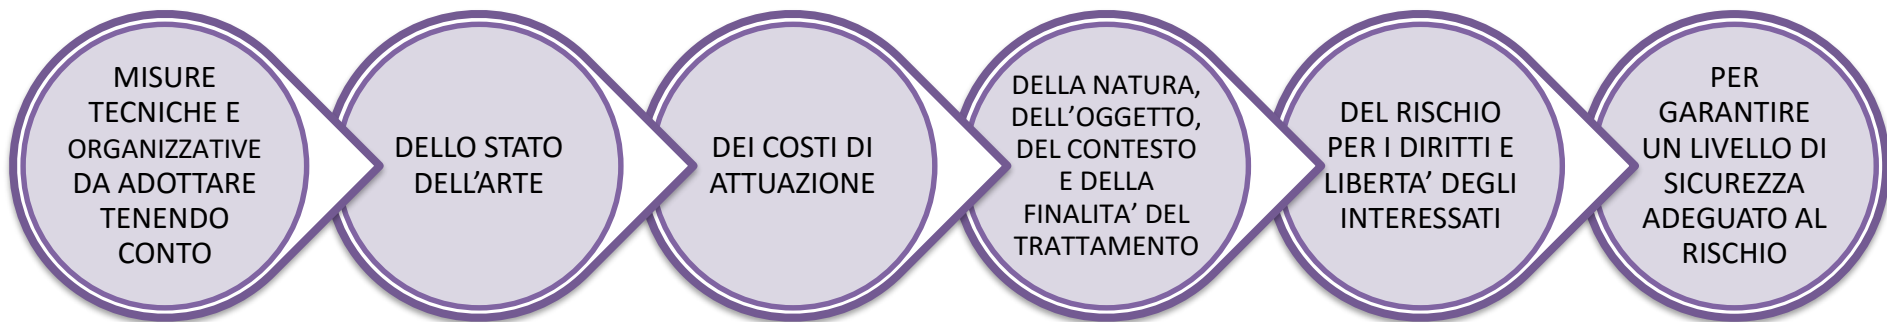 MISURE
TECNICHE E
ORGANIZZATIVE
DA ADOTTARE
TENENDO
CONTO
DELLO STATO
DELL’ARTE
DEI COSTI DI
ATTUAZIONE
DELLA NATURA,
DELL’OGGETTO,
DEL CONTESTO
E DELLA
FINALITA’ DEL
TRATTAMENTO
DEL RISCHIO
PER I DIRITTI E
LIBERTA’ DEGLI
INTERESSATI
PER
GARANTIRE
UN LIVELLO DI
SICUREZZA
ADEGUATO AL
RISCHIO